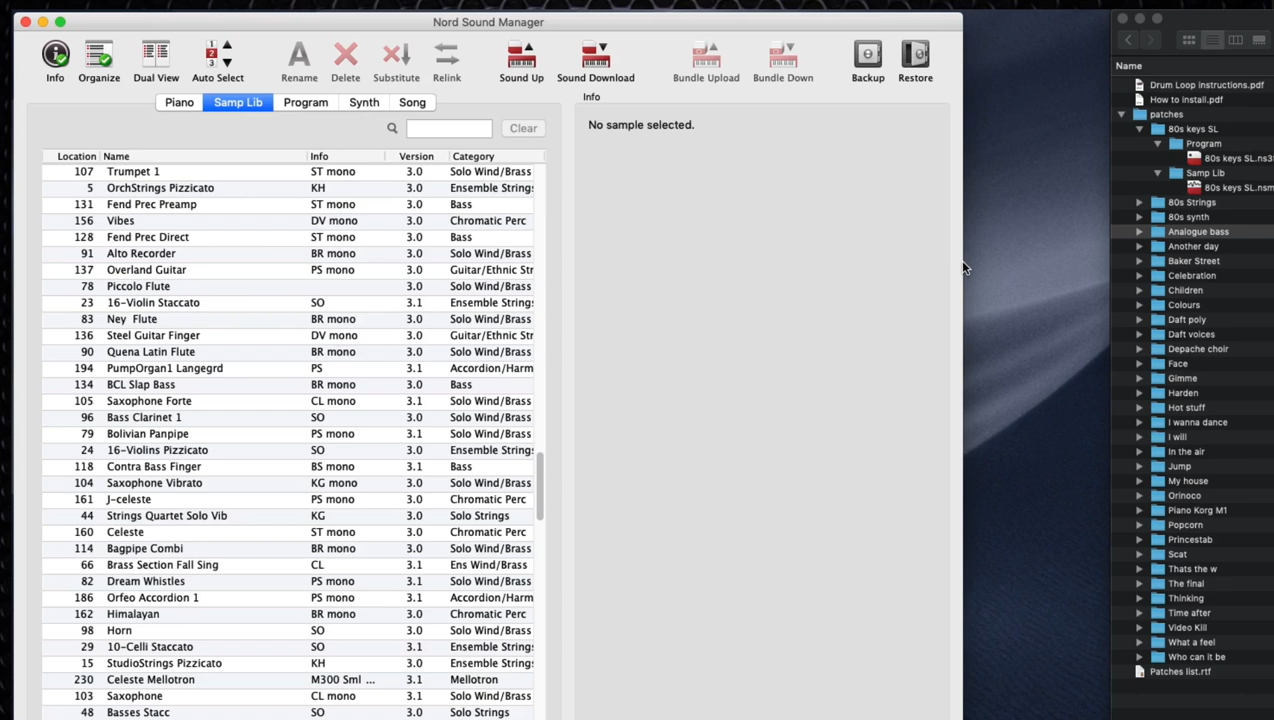 Nord Sound Manager
Info Organize Dual View Auto Select Rename Delete Substitute Relink Sound Up Sound Download Bundle Upload Bundle Down Backup Restore
1
2
3
Piano Samp Lib Program Synth Song
Clear
Location Name Info Version Category
107 Trumpet 1 ST mono 3.0 Solo Wind/Brass
5 OrchStrings Pizzicato KH 3.0 Ensemble Strings
131 Fend Prec Preamp ST mono 3.0 Bass
156 Vibes DV mono 3.0 Chromatic Perc
128 Fend Prec Direct ST mono 3.0 Bass
91 Alto Recorder BR mono 3.0 Solo Wind/Brass
137 Overland Guitar PS mono 3.0 Guitar/Ethnic Str
78 Piccolo Flute 3.0 Solo Wind/Brass
23 16-Violin Staccato SO 3.1 Ensemble Strings
83 Ney Flute BR mono 3.0 Solo Wind/Brass
136 Steel Guitar Finger DV mono 3.0 Guitar/Ethnic Str
90 Quena Latin Flute BR mono 3.0 Solo Wind/Brass
194 PumpOrgan1 Langegrd PS 3.1 Accordion/Harm
134 BCL Slap Bass BR mono 3.0 Bass
105 Saxophone Forte CL mono 3.1 Solo Wind/Brass
96 Bass Clarinet 1 SO 3.1 Solo Wind/Brass
79 Bolivian Panpipe PS mono 3.1 Solo Wind/Brass
24 16-Violins Pizzicato SO 3.1 Ensemble Strings
118 Contra Bass Finger BS mono 3.1 Bass
104 Saxophone Vibrato KG mono 3.1 Solo Wind/Brass
161 J-celeste PS mono 3.1 Chromatic Perc
44 Strings Quartet Solo Vib KG 3.1 Solo Strings
160 Celeste ST mono 3.0 Chromatic Perc
114 Bagpipe Combi BR mono 3.0 Solo Wind/Brass
66 Brass Section Fall Sing CL 3.1 Ens Wind/Brass
82 Dream Whistles PS mono 3.1 Solo Wind/Brass
186 Orfeo Accordion 1 PS mono 3.1 Accordion/Harm
162 Himalayan BR mono 3.0 Chromatic Perc
98 Horn SO 3.0 Solo Wind/Brass
29 10-Celli Staccato SO 3.1 Ensemble Strings
15 StudioStrings Pizzicato KH 3.0 Ensemble Strings
230 Celeste Mellotron M300 Sml ... 3.1 Mellotron
103 Saxophone CL mono 3.0 Solo Wind/Brass
48 Basses Stacc SO 3.0 Solo Strings
Info
No sample selected.
Name
Drum Loop instructions.pdf
How to install.pdf
patches
80s keys SL
Program
80s keys SL.ns3
Samp Lib
80s keys SL.nsm
80s Strings
80s synth
Analogue bass
Another day
Baker Street
Celebration
Children
Colours
Daft poly
Daft voices
Depache choir
Face
Gimme
Harden
Hot stuff
I wanna dance
I will
In the air
Jump
My house
Orinoco
Piano Korg M1
Popcorn
Princestab
Scat
Thats the w
The final
Thinking
Time after
Video Kill
What a feel
Who can it be
Patches list.rtf